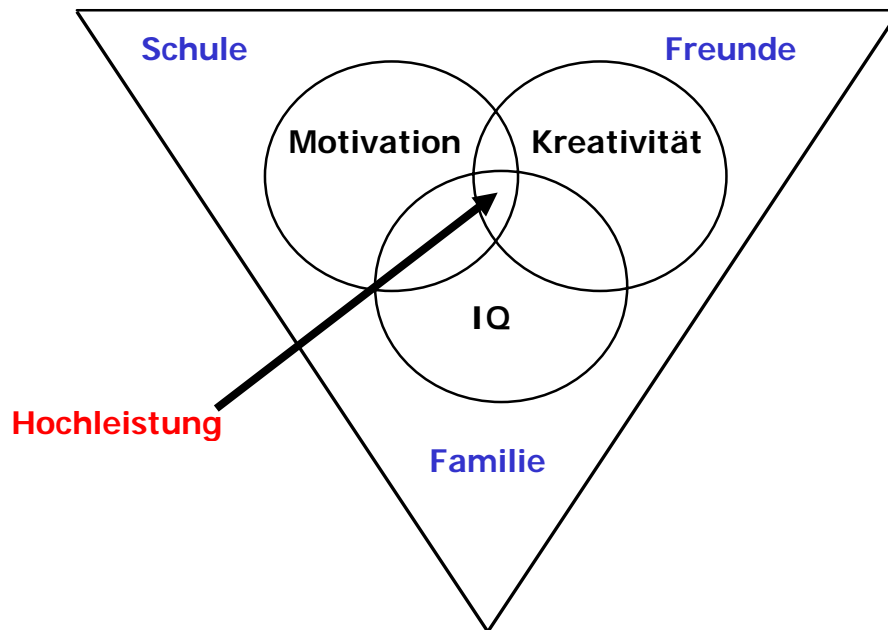 Schule
Freunde
Motivation
Kreativität
IQ
Hochleistung
Familie